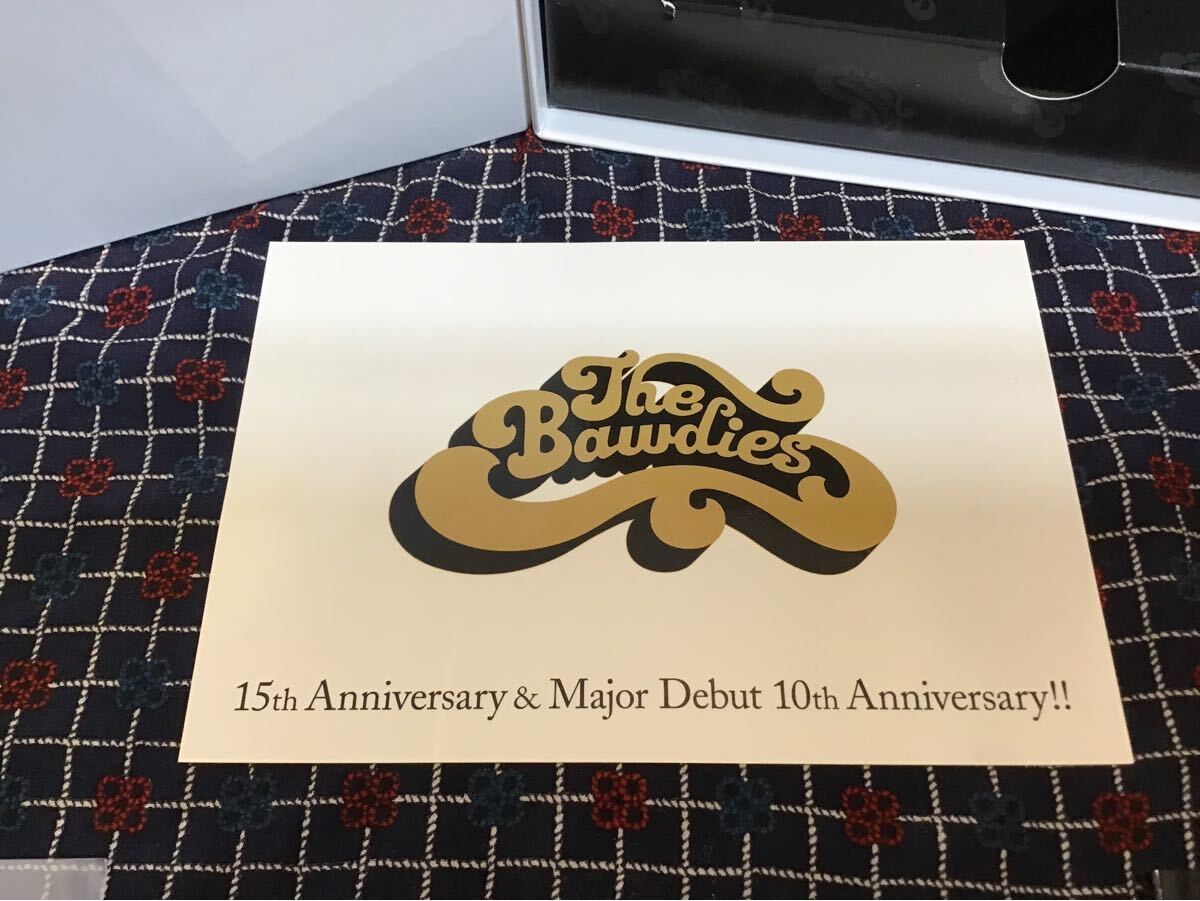 The
Bawdies
15th Anniversary & Major Debut 10th Anniversary!!